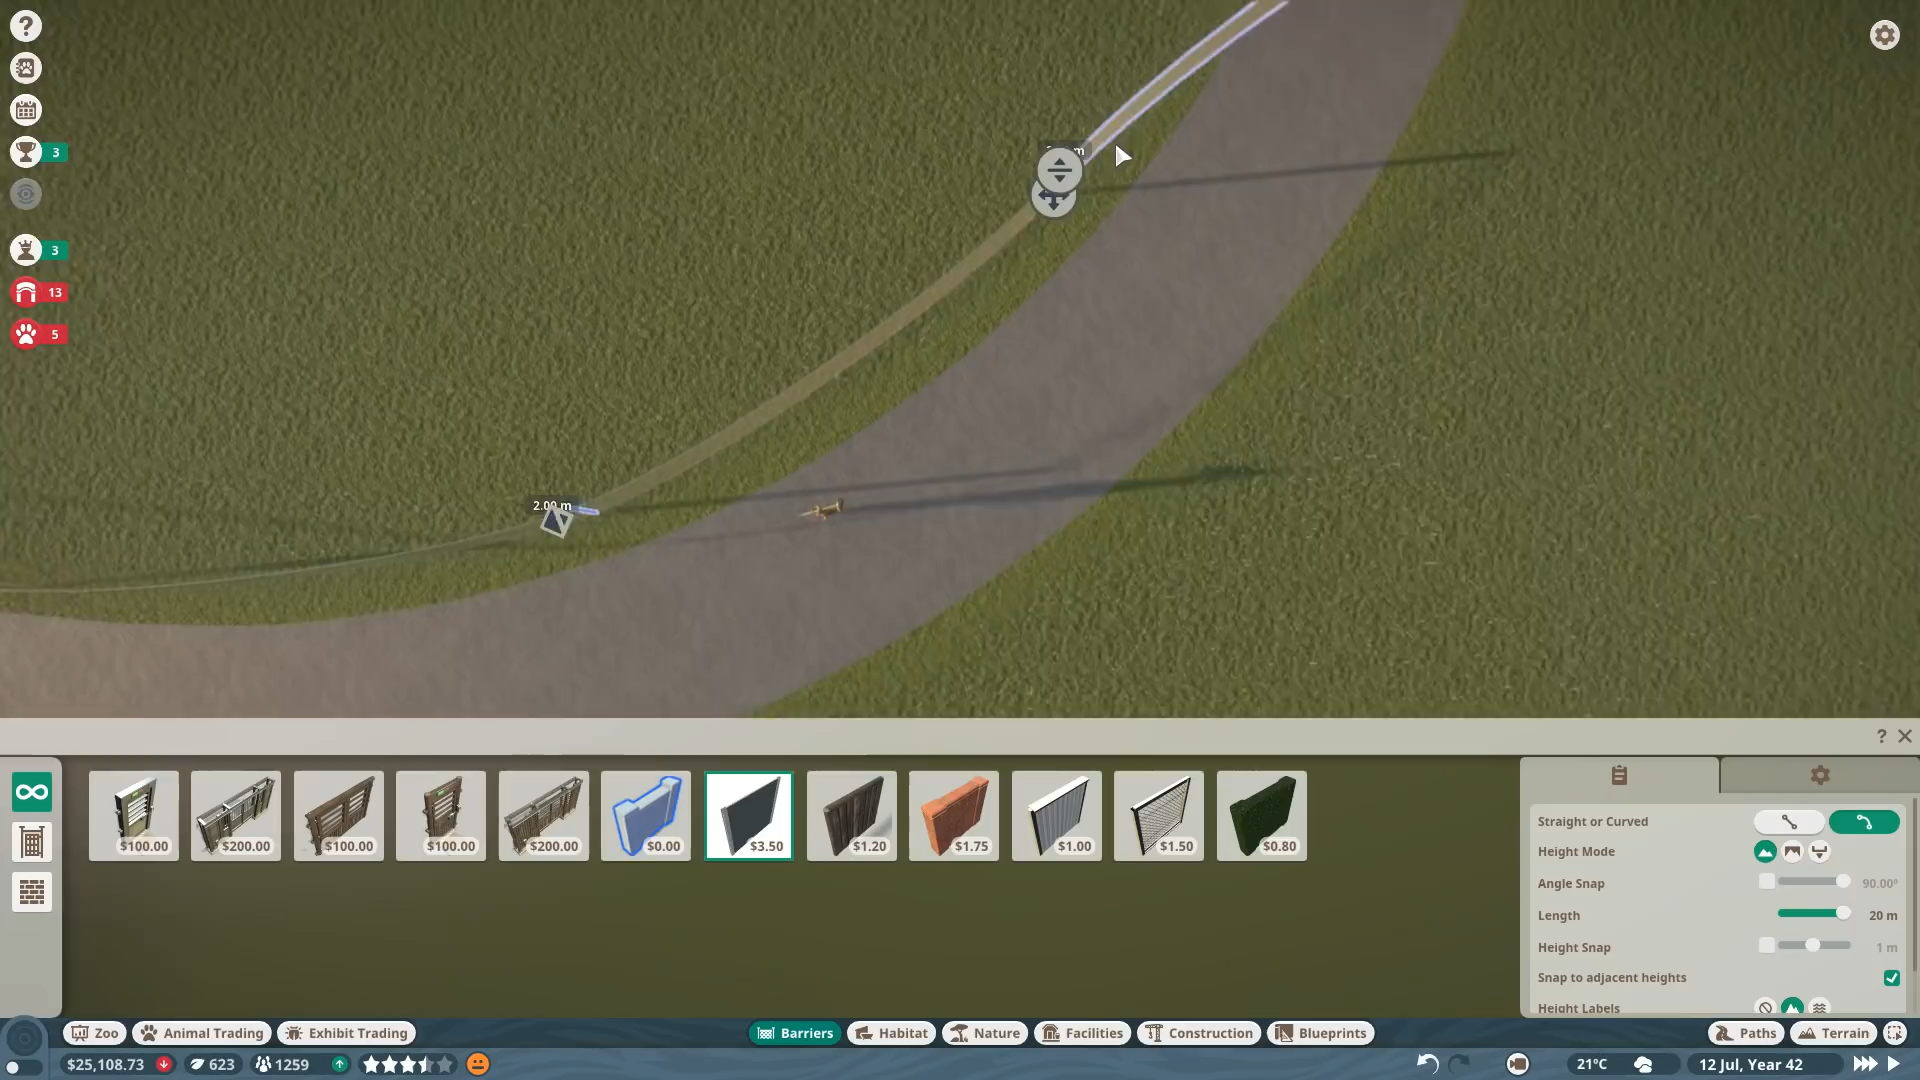 ?
3
3
13
5
m
2.00 m
?
$100.00
$200.00
$100.00
$100.00
$200.00
$0.00
$3.50
$1.20
$1.75
$1.00
$1.50
$0.80
Straight or Curved
Height Mode
Angle Snap
90.00°
Length
20 m
Height Snap
1 m
Snap to adjacent heights
Height Labels
Zoo
Animal Trading
Exhibit Trading
Barriers
Habitat
Nature
Facilities
Construction
Blueprints
Paths
Terrain
$25,108.73
623
1259
21°C
12 Jul, Year 42